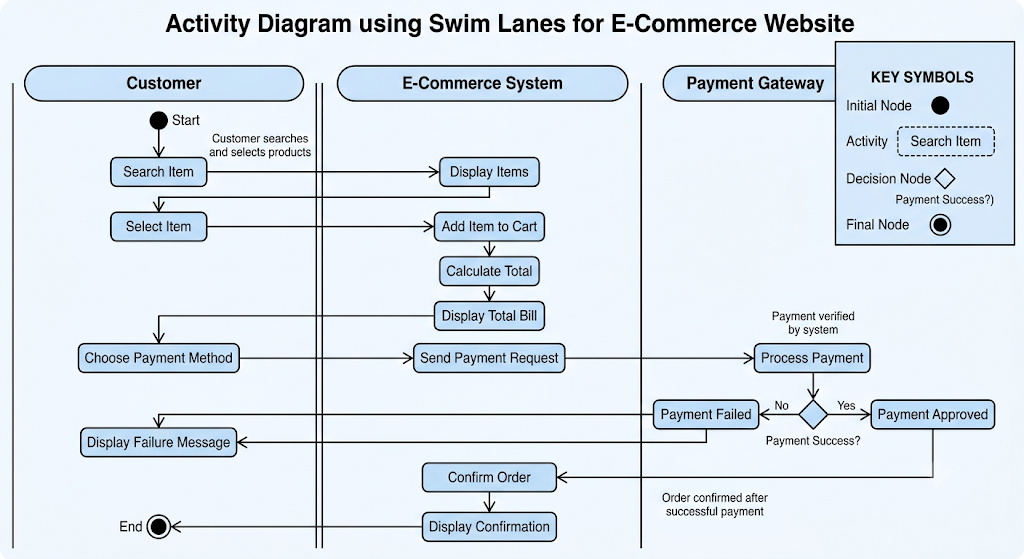 Activity Diagram using Swim Lanes for E-Commerce Website
Customer
E-Commerce System
Payment Gateway
KEY SYMBOLS
Initial Node
Activity
Search Item
Decision Node
Payment Success?)
Final Node
Start
Customer searches
and selects products
Search Item
Display Items
Select Item
Add Item to Cart
Calculate Total
Display Total Bill
Payment verified
by system
Choose Payment Method
Send Payment Request
Process Payment
Payment Failed
No
Yes
Payment Approved
Payment Success?
Display Failure Message
Confirm Order
Order confirmed after
successful payment
End
Display Confirmation